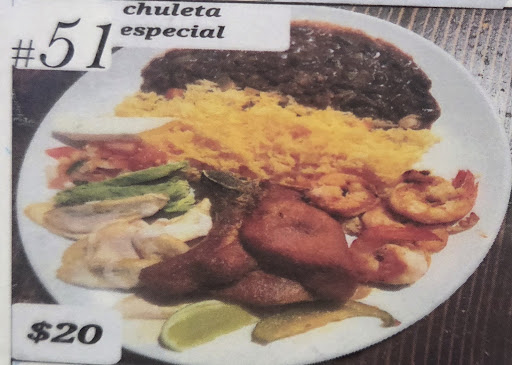 chuleta
#51 especial
$20